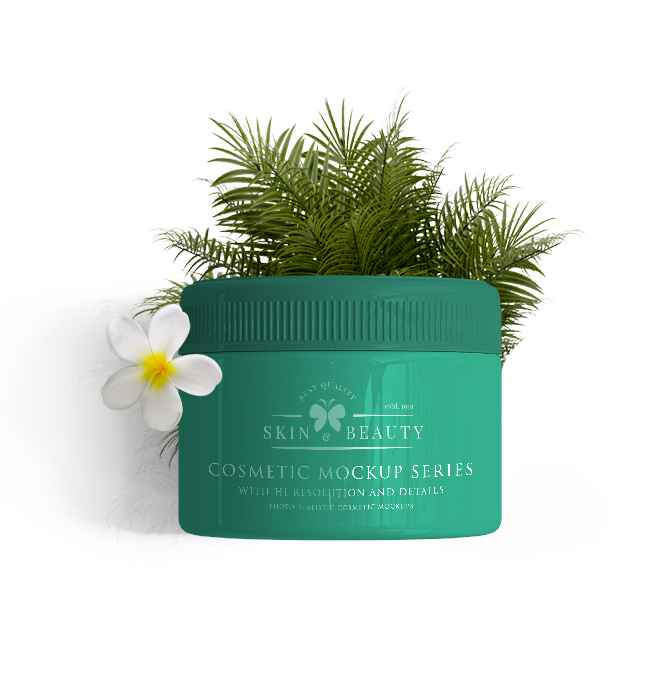 BEST QUALITY
estd. 1991
SKIN & BEAUTY
COSMETIC MOCKUP SERIES
WITH HI RESOLUTION AND DETAILS
PHOTO REALISTIC COSMETIC MOCKUPS